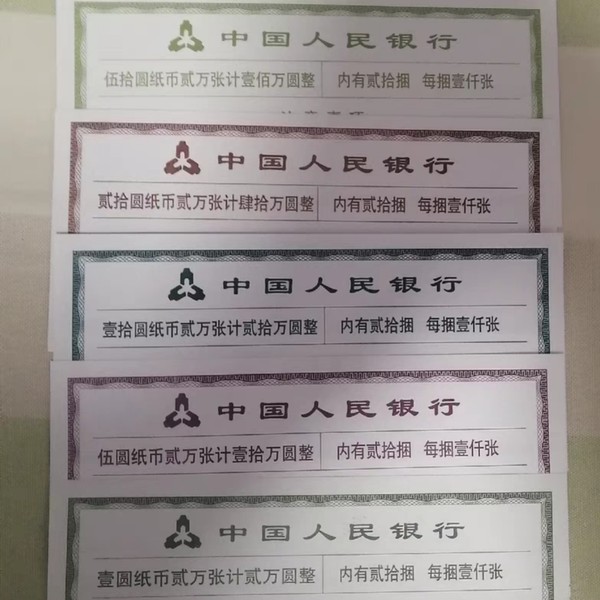 中国人民银行
伍拾圆纸币贰万张计壹佰万圆整 内有贰拾捆 每捆壹仟张
中国人民银行
贰拾圆纸币贰万张计肆拾万圆整 内有贰拾捆 每捆壹仟张
中国人民银行
壹拾圆纸币贰万张计贰拾万圆整 内有贰拾捆 每捆壹仟张
中国人民银行
伍圆纸币贰万张计壹拾万圆整 内有贰拾捆 每捆壹仟张
中国人民银行
壹圆纸币贰万张计贰万圆整 内有贰拾捆 每捆壹仟张